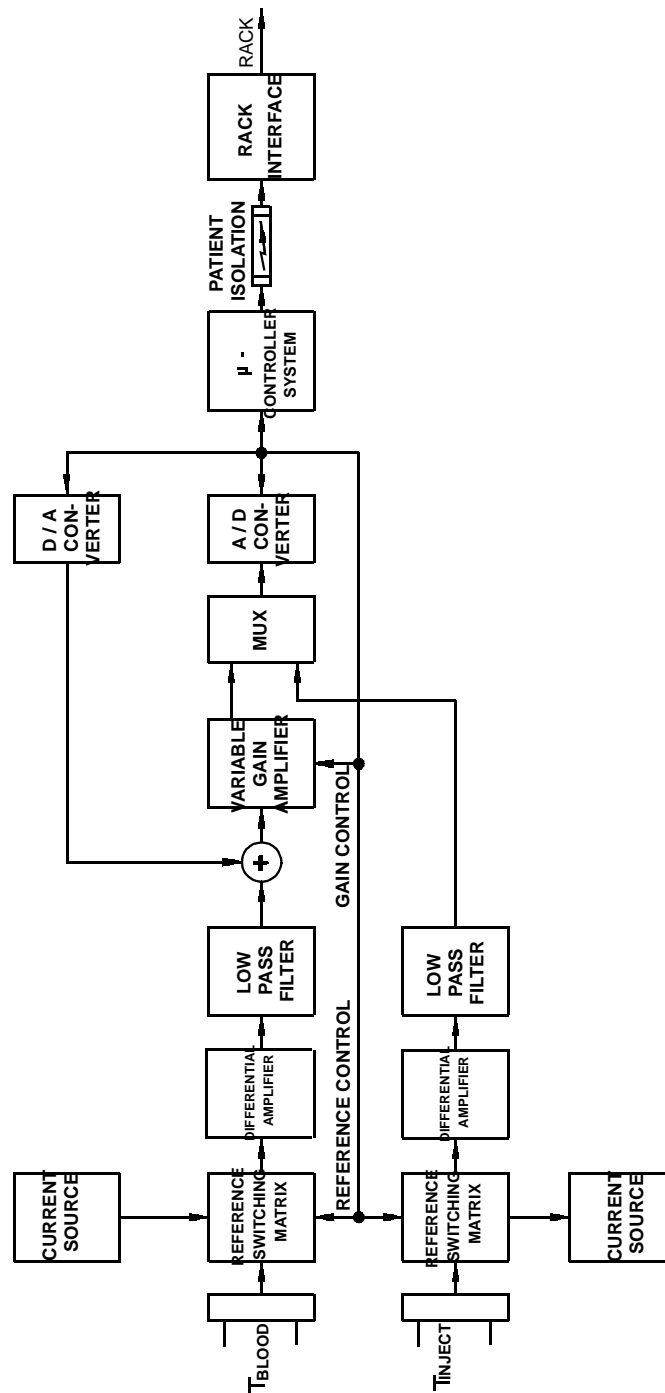 CURRENT
SOURCE
D / A
CON-
VERTER
T BLOOD
REFERENCE
SWITCHING
MATRIX
DIFFERENTIAL
AMPLIFIER
LOW
PASS
FILTER
+
VARIABLE
GAIN
AMPLIFIER
MUX
A / D
CON-
VERTER
µ -
CONTROLLER
SYSTEM
PATIENT
ISOLATION
RACK
INTERFACE
RACK
REFERENCE CONTROL
GAIN CONTROL
T INJECT
REFERENCE
SWITCHING
MATRIX
DIFFERENTIAL
AMPLIFIER
LOW
PASS
FILTER
CURRENT
SOURCE